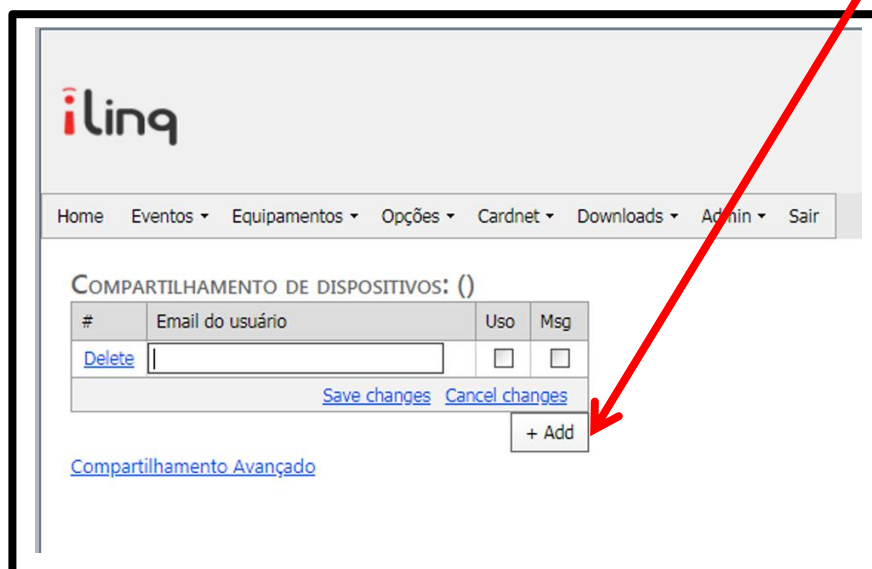 ilinq
Home Eventos Equipamentos Opções Cardnet Downloads Admin Sair
COMPARTILHAMENTO DE DISPOSITIVOS: ()
# Email do usuário Uso Msg
Delete
Save changes Cancel changes
+ Add
Compartilhamento Avançado